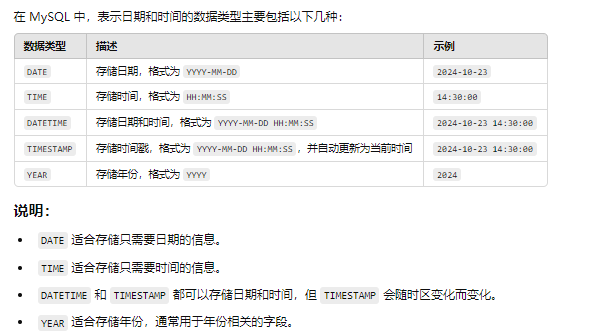 在 MySQL 中，表示日期和时间的数据类型主要包括以下几种：
数据类型 描述 示例
DATE 存储日期，格式为 YYYY-MM-DD 2024-10-23
TIME 存储时间，格式为 HH:MM:SS 14:30:00
DATETIME 存储日期和时间，格式为 YYYY-MM-DD HH:MM:SS 2024-10-23 14:30:00
TIMESTAMP 存储时间戳，格式为 YYYY-MM-DD HH:MM:SS ，并自动更新为当前时间 2024-10-23 14:30:00
YEAR 存储年份，格式为 YYYY 2024
说明：
• DATE 适合存储只需要日期的信息。
• TIME 适合存储只需要时间的信息。
• DATETIME 和 TIMESTAMP 都可以存储日期和时间，但 TIMESTAMP 会随时区变化而变化。
• YEAR 适合存储年份，通常用于年份相关的字段。